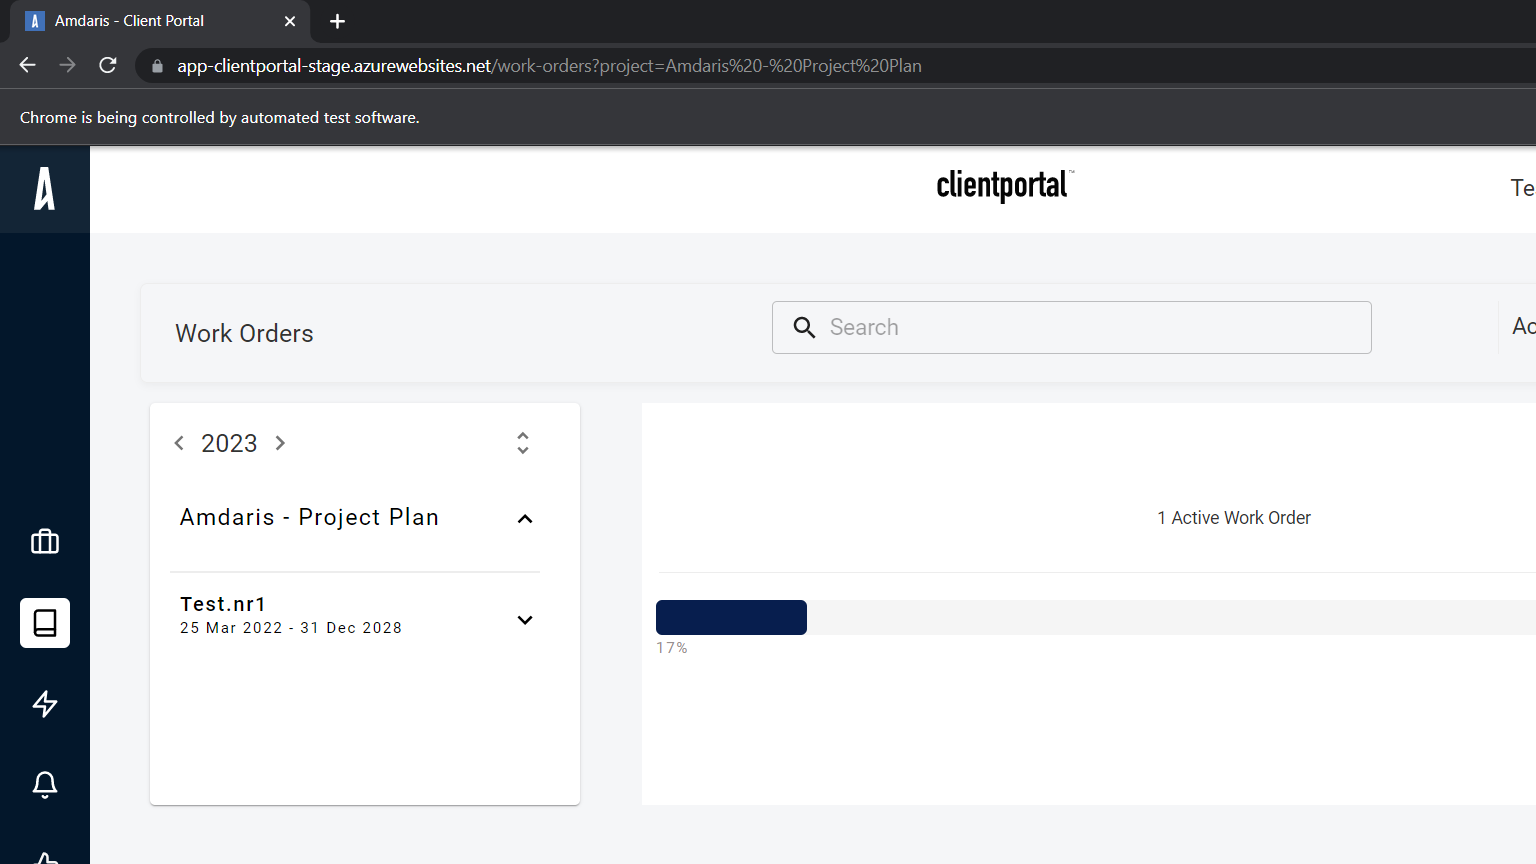 Amdaris - Client Portal
app-clientportal-stage.azurewebsites.net/work-orders?project=Amdaris%20-%20Project%20Plan
Chrome is being controlled by automated test software.
clientportal™
Te
Work Orders
Search
Ac
2023
Amdaris - Project Plan
1 Active Work Order
Test.nr1
25 Mar 2022 - 31 Dec 2028
17%